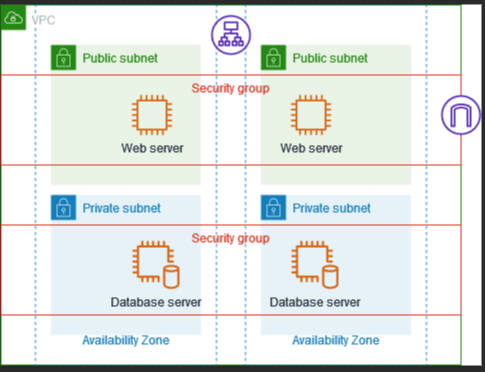 VPC
Public subnet
Public subnet
Security group
Web server
Web server
Private subnet
Private subnet
Security group
Database server
Database server
Availability Zone
Availability Zone